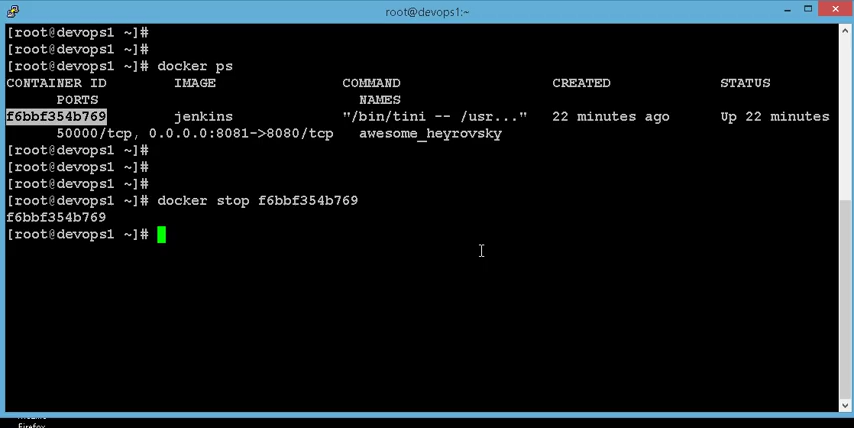 root@devops1:~
[root@devops1 ~]#
[root@devops1 ~]#
[root@devops1 ~]# docker ps
CONTAINER ID        IMAGE               COMMAND                  CREATED             STATUS
      PORTS                               NAMES
f6bbf354b769        jenkins             "/bin/tini -- /usr..."   22 minutes ago      Up 22 minutes
      50000/tcp, 0.0.0.0:8081->8080/tcp   awesome_heyrovsky
[root@devops1 ~]#
[root@devops1 ~]#
[root@devops1 ~]#
[root@devops1 ~]# docker stop f6bbf354b769
f6bbf354b769
[root@devops1 ~]#
Firefox